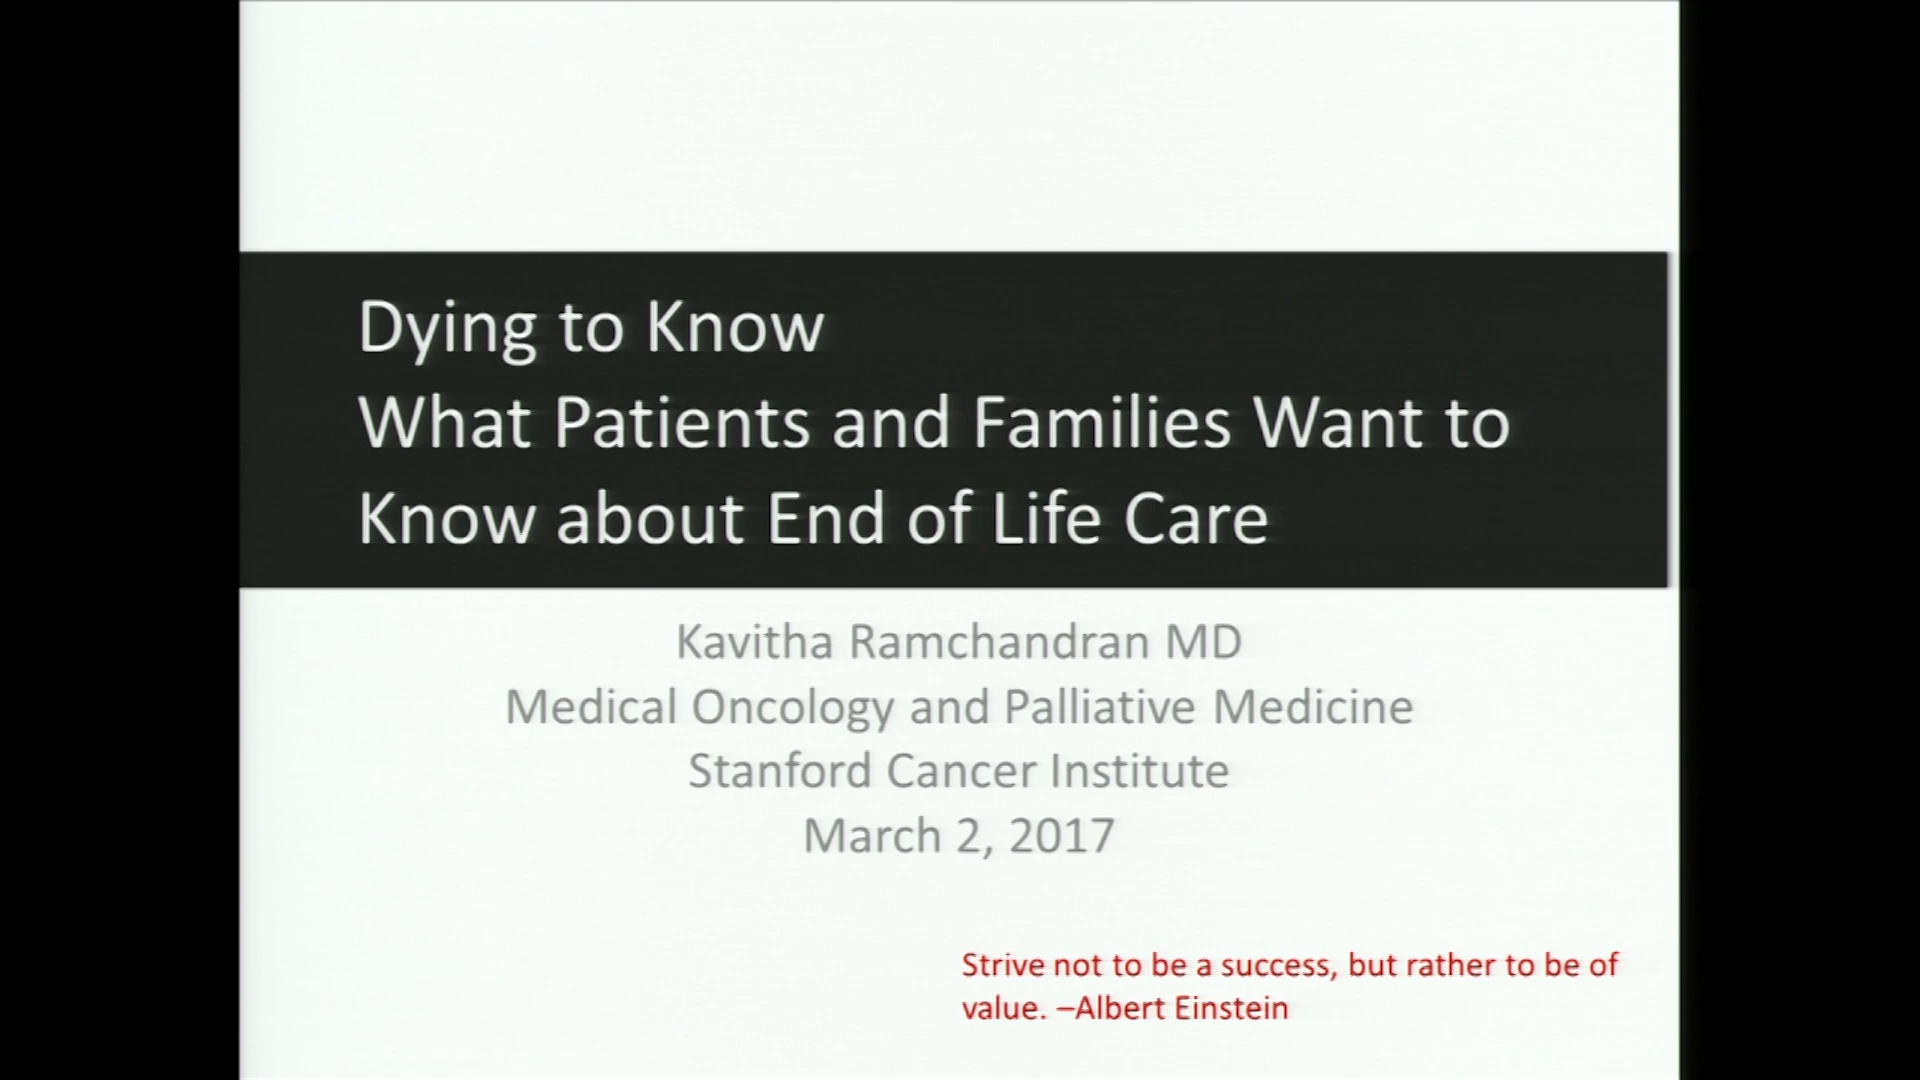 Dying to Know
What Patients and Families Want to
Know about End of Life Care
Kavitha Ramchandran MD
Medical Oncology and Palliative Medicine
Stanford Cancer Institute
March 2, 2017
Strive not to be a success, but rather to be of
value. –Albert Einstein